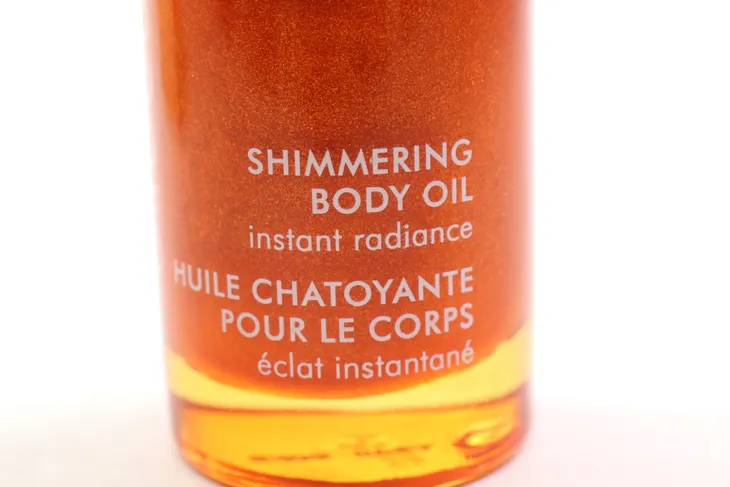 SHIMMERING
BODY OIL
instant radiance
HUILE CHATOYANTE
POUR LE CORPS
éclat instantané